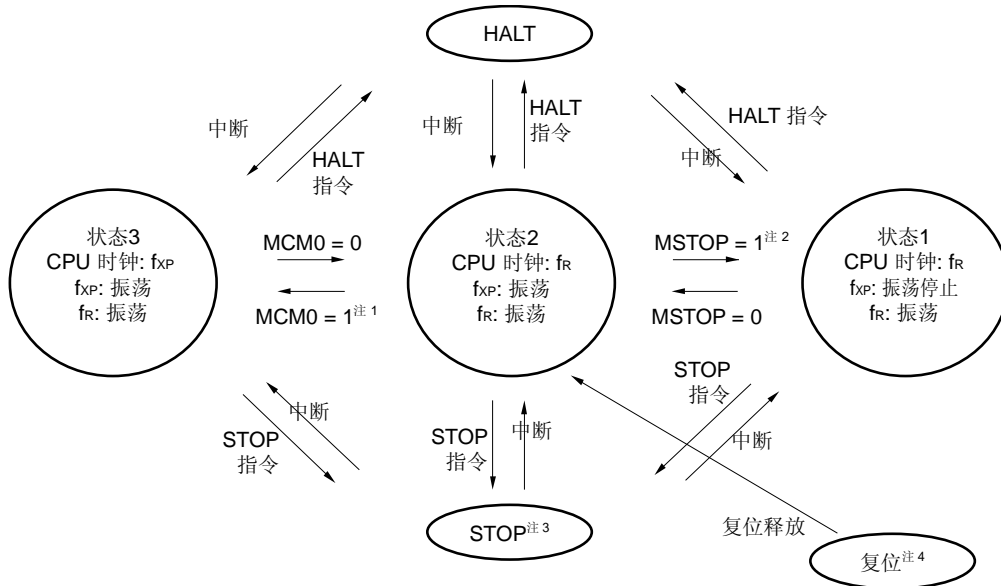 HALT
中断
HALT
指令
中断
HALT
指令
HALT 指令
中断
状态3
CPU 时钟: fXP
fXP: 振荡
fR: 振荡
MCM0 = 0
MCM0 = 1注 1
状态2
CPU 时钟: fR
fXP: 振荡
fR: 振荡
MSTOP = 1注 2
MSTOP = 0
状态1
CPU 时钟: fR
fXP: 振荡停止
fR: 振荡
STOP
指令
中断
STOP
指令
中断
STOP
指令
中断
STOP注 3
复位释放
复位注 4